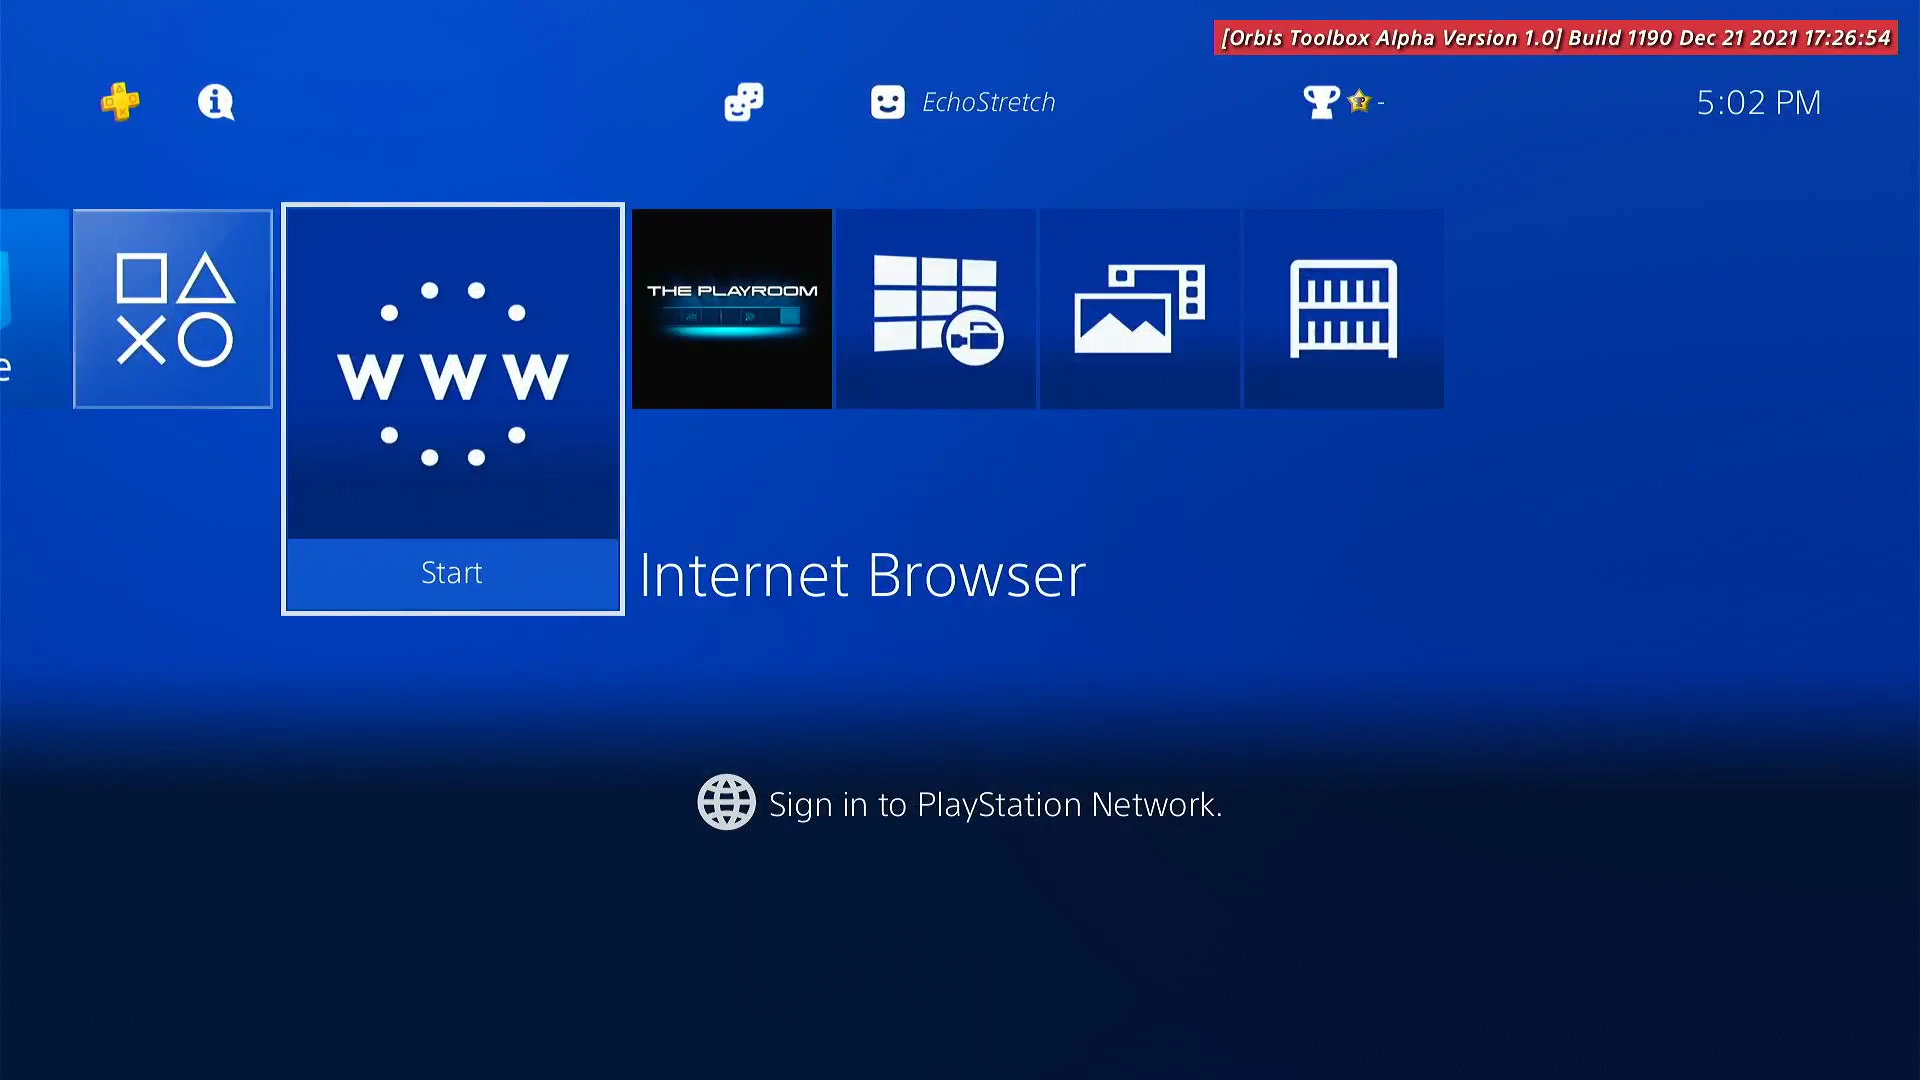 [Orbis Toolbox Alpha Version 1.0] Build 1190 Dec 21 2021 17:26:54
EchoStretch
-
5:02 PM
e
WWW
THE PLAYROOM
Start
Internet Browser
Sign in to PlayStation Network.